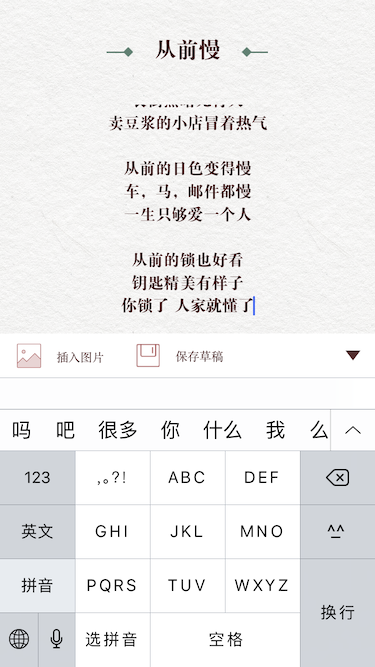 从前慢
卖豆浆的小店冒着热气
从前的日色变得慢
车，马，邮件都慢
一生只够爱一个人
从前的锁也好看
钥匙精美有样子
你锁了 人家就懂了
插入图片 保存草稿
吗 吧 很多 你 什么 我 么
123 ,。?! ABC DEF
英文 GHI JKL MNO ^^
拼音 PQRS TUV WXYZ 换行
选拼音 空格